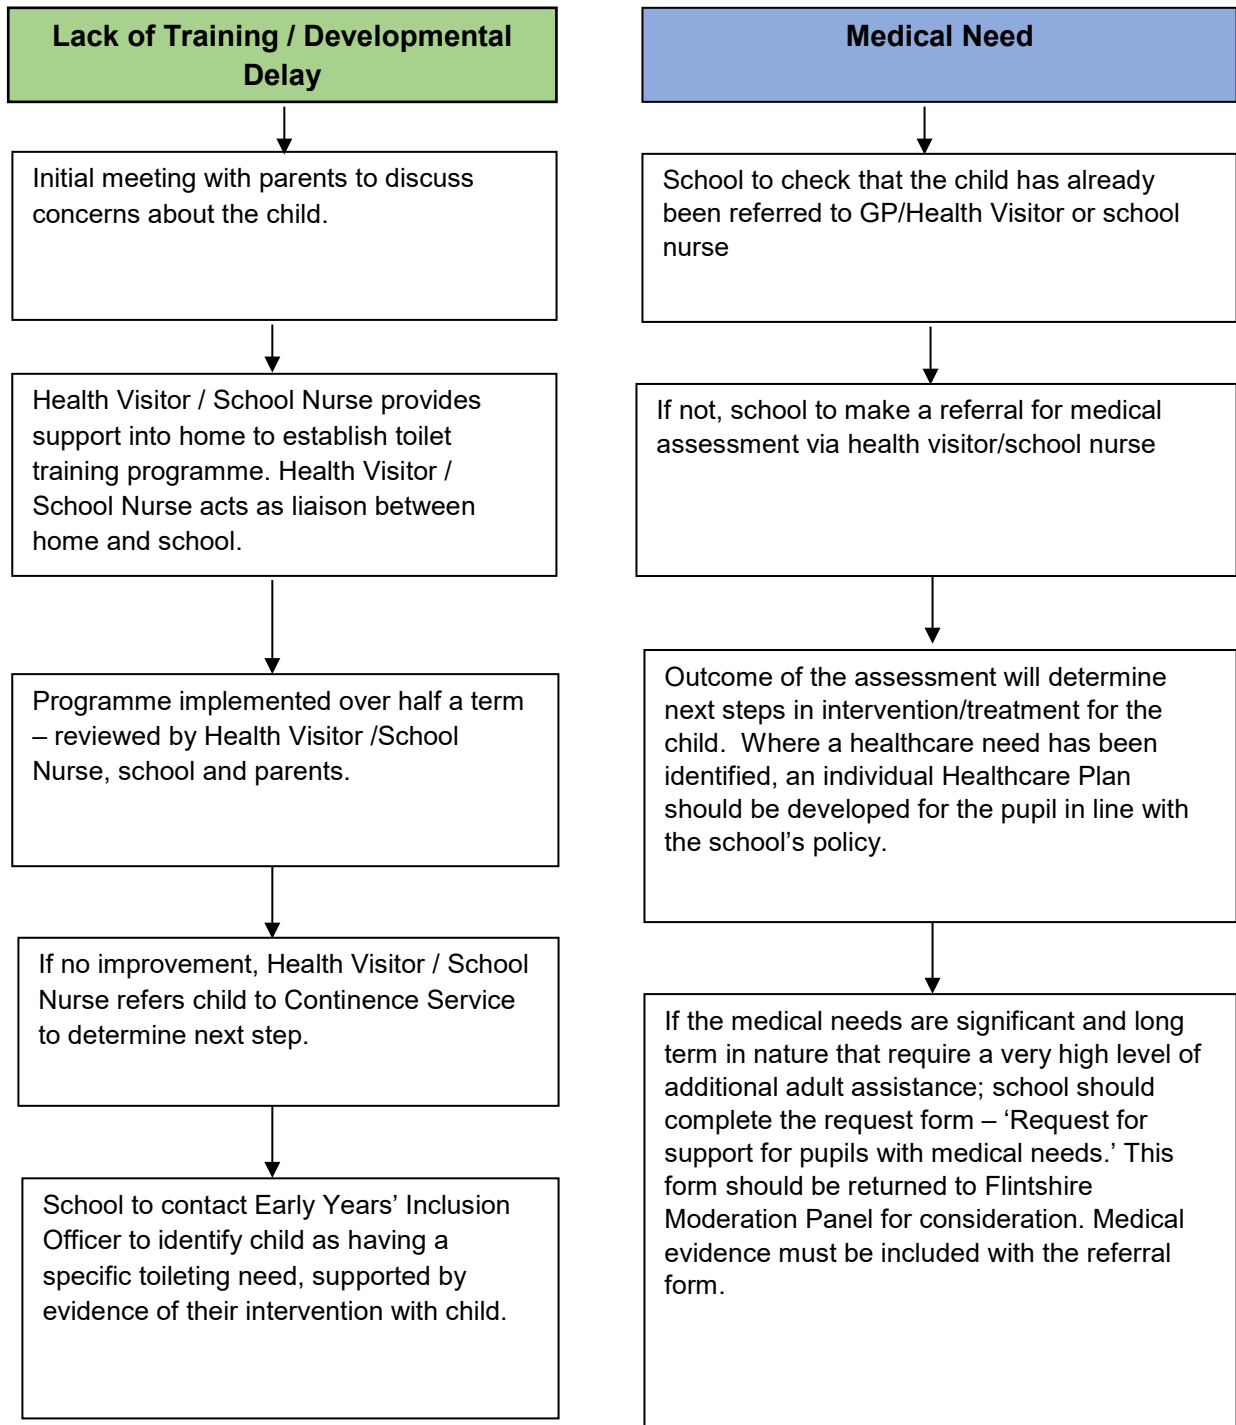 Lack of Training / Developmental
Delay
Initial meeting with parents to discuss
concerns about the child.
Health Visitor / School Nurse provides
support into home to establish toilet
training programme. Health Visitor /
School Nurse acts as liaison between
home and school.
Programme implemented over half a term
– reviewed by Health Visitor /School
Nurse, school and parents.
If no improvement, Health Visitor / School
Nurse refers child to Continence Service
to determine next step.
School to contact Early Years’ Inclusion
Officer to identify child as having a
specific toileting need, supported by
evidence of their intervention with child.
Medical Need
School to check that the child has already
been referred to GP/Health Visitor or school
nurse
If not, school to make a referral for medical
assessment via health visitor/school nurse
Outcome of the assessment will determine
next steps in intervention/treatment for the
child.  Where a healthcare need has been
identified, an individual Healthcare Plan
should be developed for the pupil in line with
the school’s policy.
If the medical needs are significant and long
term in nature that require a very high level of
additional adult assistance; school should
complete the request form – ‘Request for
support for pupils with medical needs.’ This
form should be returned to Flintshire
Moderation Panel for consideration. Medical
evidence must be included with the referral
form.